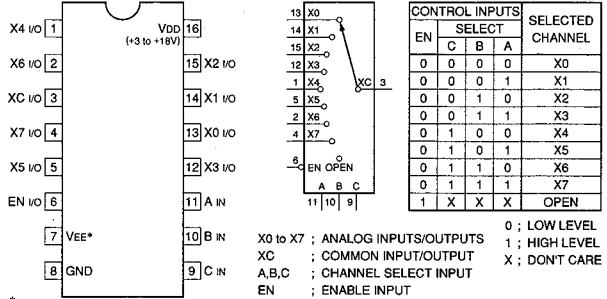 X4 I/O 1
VDD 16
(+3 to +18V)
X6 I/O 2
15 X2 I/O
XC I/O 3
14 X1 I/O
X7 I/O 4
13 X0 I/O
X5 I/O 5
12 X3 I/O
EN I/O 6
11 A IN
7 VEE*
10 B IN
8 GND
9 C IN
*
13 X0
14 X1
15 X2
12 X3
1 X4
XC 3
5 X5
2 X6
4 X7
6 EN OPEN
A B C
11 10 9
CONTROL INPUTS SELECTED CHANNEL
EN SELECT
C B A
0 0 0 0 X0
0 0 0 1 X1
0 0 1 0 X2
0 0 1 1 X3
0 1 0 0 X4
0 1 0 1 X5
0 1 1 0 X6
0 1 1 1 X7
1 X X X OPEN
0 ; LOW LEVEL
1 ; HIGH LEVEL
X ; DON'T CARE
X0 to X7 ; ANALOG INPUTS/OUTPUTS
XC ; COMMON INPUT/OUTPUT
A,B,C ; CHANNEL SELECT INPUT
EN ; ENABLE INPUT